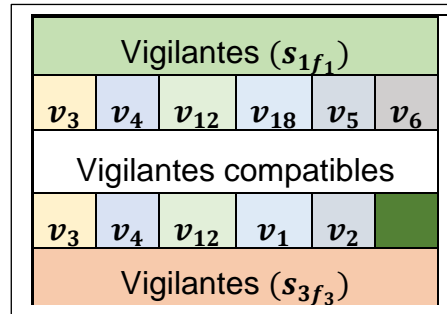 Vigilantes (s₁f₁)
v₃ v₄ v₁₂ v₁₈ v₅ v₆
Vigilantes compatibles
v₃ v₄ v₁₂ v₁ v₂
Vigilantes (s₃f₃)